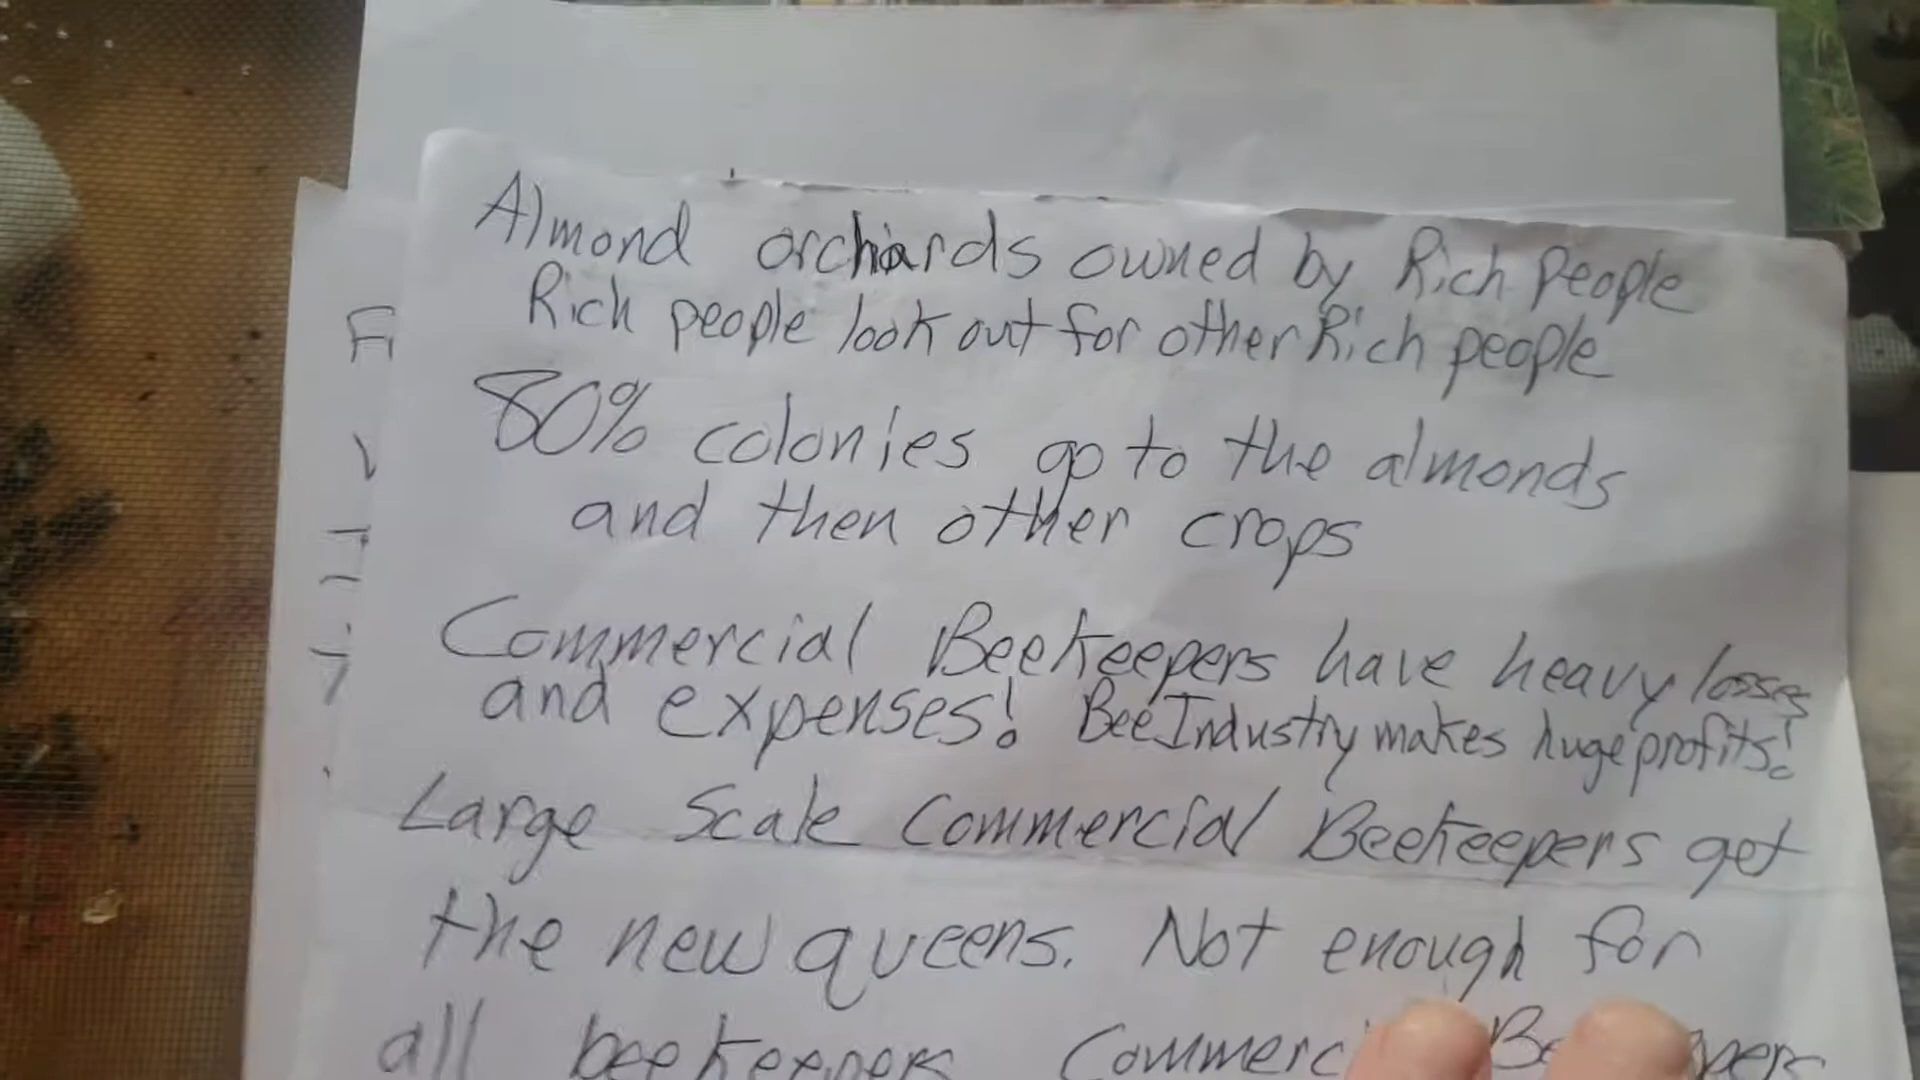 Almond orchards owned by Rich People
Rich people look out for other Rich people
80% colonies go to the almonds
and then other crops
Commercial Beekeepers have heavy losses
and expenses! Bee Industry makes huge profits!
Large Scale Commercial Beekeepers get
the new queens. Not enough for
all beekeepers Commerc